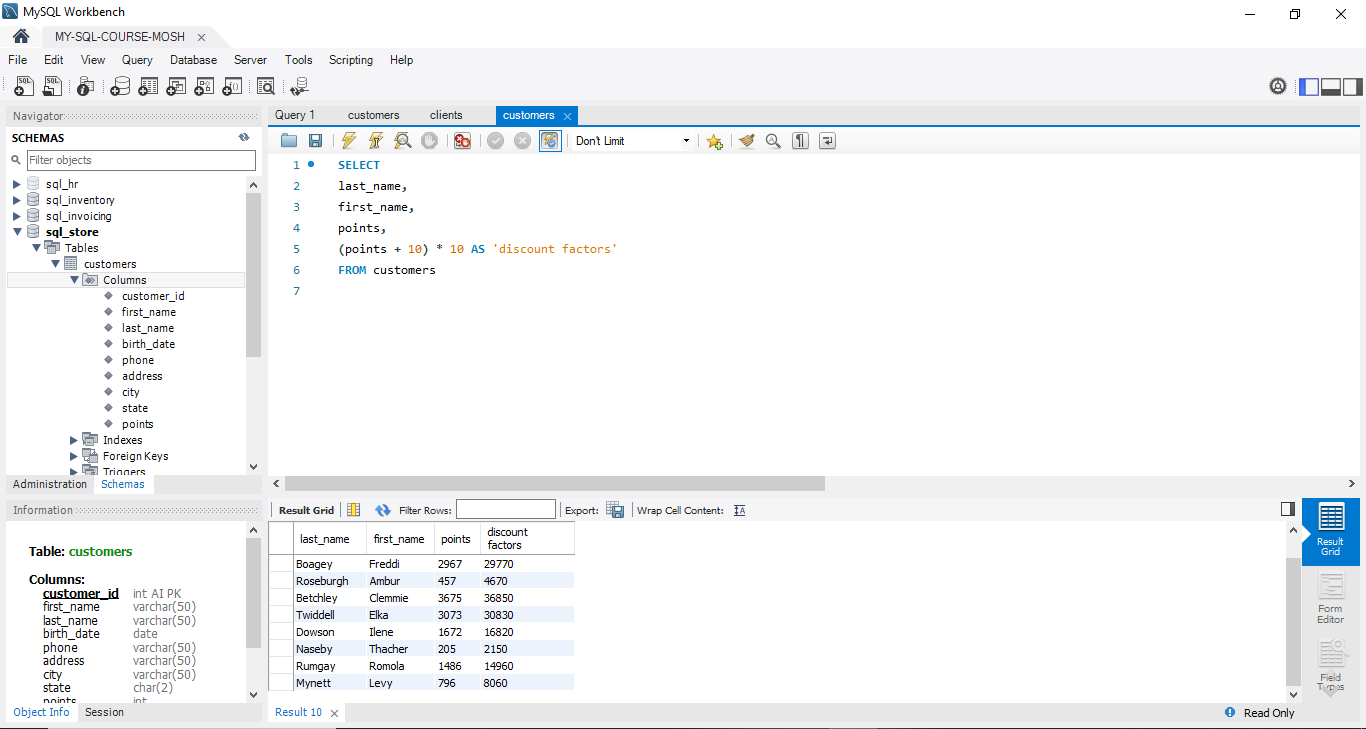 MySQL Workbench
MY-SQL-COURSE-MOSH
File Edit View Query Database Server Tools Scripting Help
Navigator
SCHEMAS
Filter objects
sql_hr
sql_inventory
sql_invoicing
sql_store
Tables
customers
Columns
customer_id
first_name
last_name
birth_date
phone
address
city
state
points
Indexes
Foreign Keys
Triggers
Administration Schemas
Information
Table: customers
Columns:
customer_id int AI PK
first_name varchar(50)
last_name varchar(50)
birth_date date
phone varchar(50)
address varchar(50)
city varchar(50)
state char(2)
points int
Object Info Session
Query 1 customers clients customers
Don't Limit
1 SELECT
2 last_name,
3 first_name,
4 points,
5 (points + 10) * 10 AS 'discount factors'
6 FROM customers
7
Result Grid Filter Rows: Export: Wrap Cell Content:
last_name first_name points discount factors
Boagey Freddi 2967 29770
Roseburgh Ambur 457 4670
Betchley Clemmie 3675 36850
Twiddell Elka 3073 30830
Dowson Ilene 1672 16820
Naseby Thacher 205 2150
Rumgay Romola 1486 14960
Mynett Levy 796 8060
Result Grid
Form Editor
Field Types
Result 10
Read Only